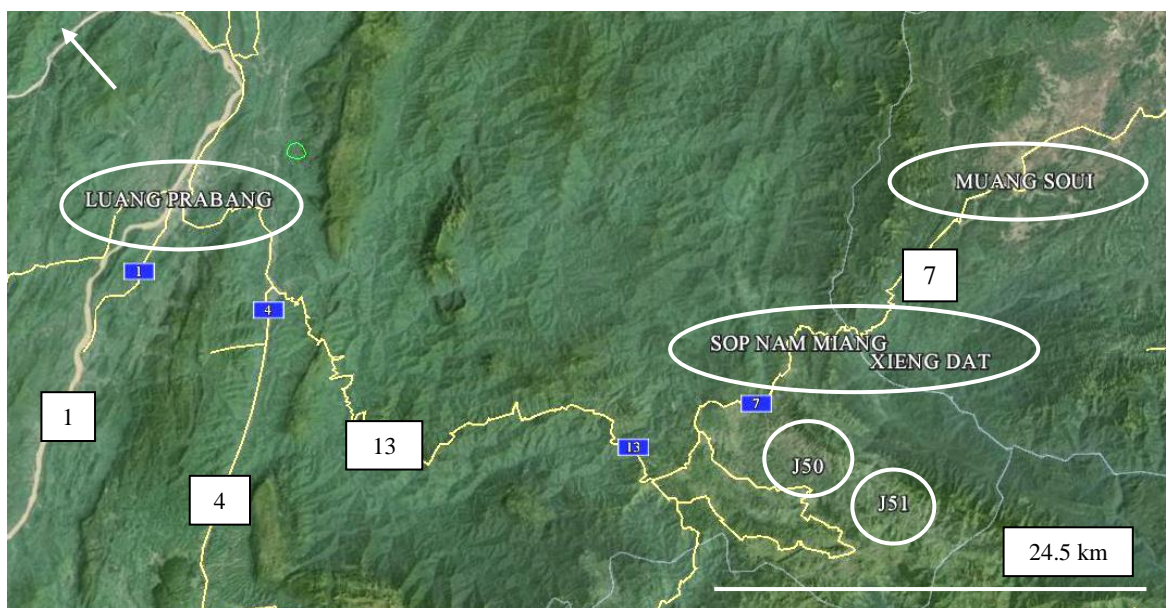 LUANG PRABANG
MUANG SOUI
1
4
7
SOP NAM MIANG
XIENG DAT
1
7
13
13
J50
4
J51
24.5 km